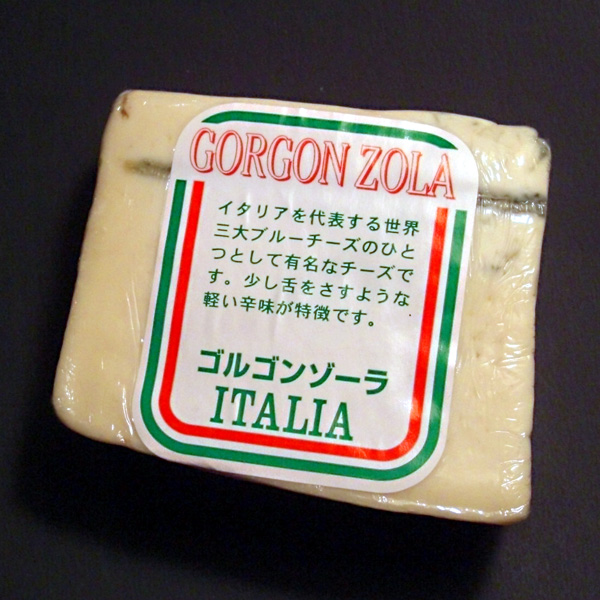 GORGON ZOLA
イタリアを代表する世界
三大ブルーチーズのひと
つとして有名なチーズで
す。少し舌をさすような
軽い辛味が特徴です。
ゴルゴンゾーラ
ITALIA